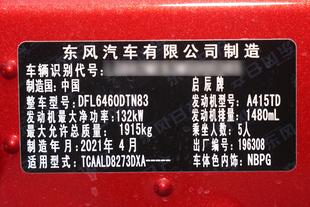 东风汽车有限公司制造
车辆识别代号:
制造国: 中国 启辰牌
整车型号: DFL6460DTN83 发动机型号: A415TD
发动机最大净功率: 132kW 发动机排量: 1480mL
最大允许总质量: 1915kg 乘坐人数: 5人
制造年月: 2021年4月 出厂编号: 196308
适用型式: TCAALD8273DXA----- 车体色内饰: NBPG